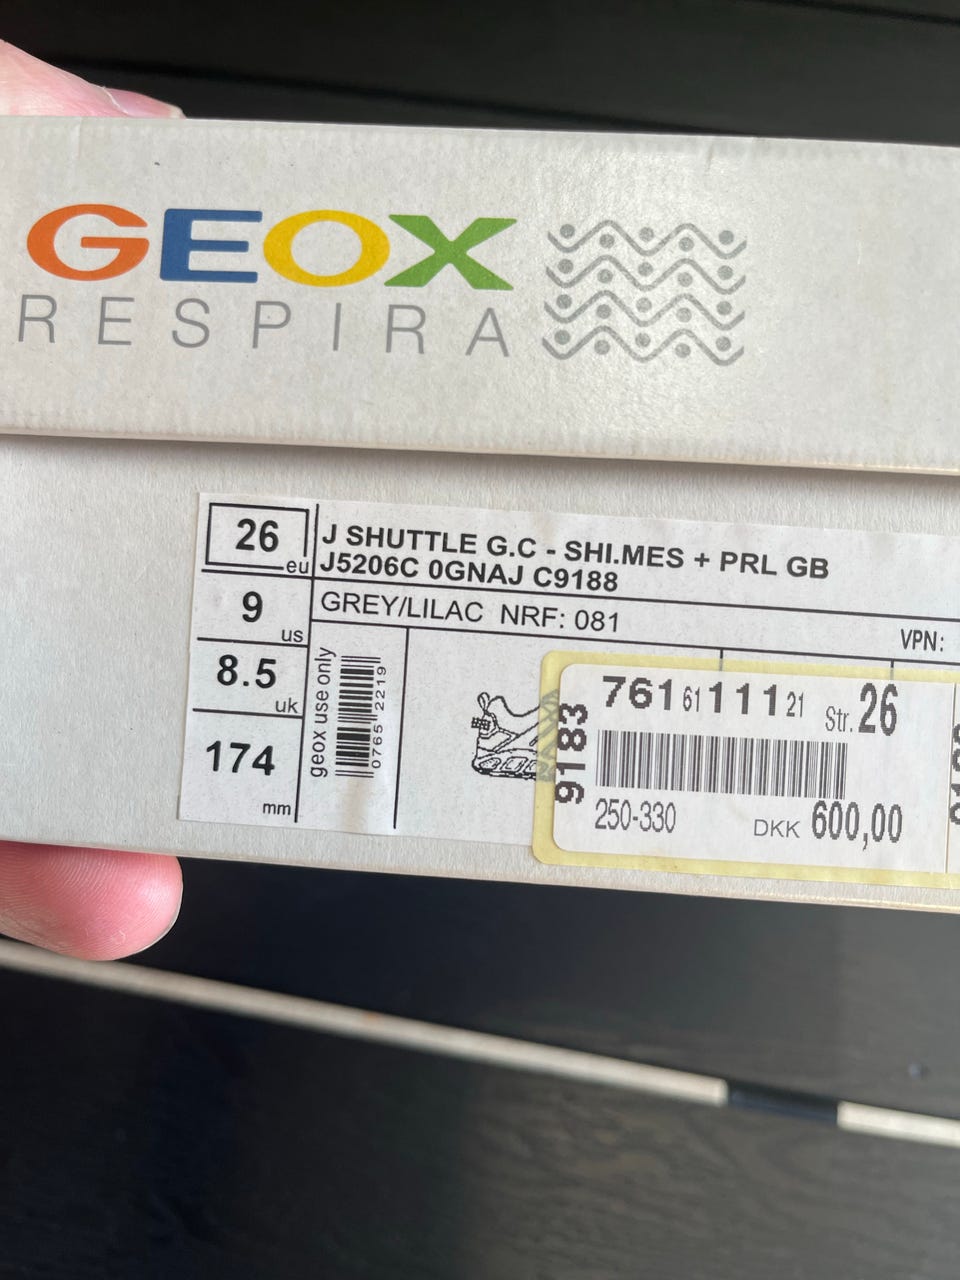 GEOX
RESPIRA
26 eu
9 us
8.5 uk
174 mm
J SHUTTLE G.C - SHI.MES + PRL GB
J5206C 0GNAJ C9188
GREY/LILAC NRF: 081
VPN:
geox use only
0765 2219
9183
761 61 111 21 Str. 26
250-330 DKK 600,00